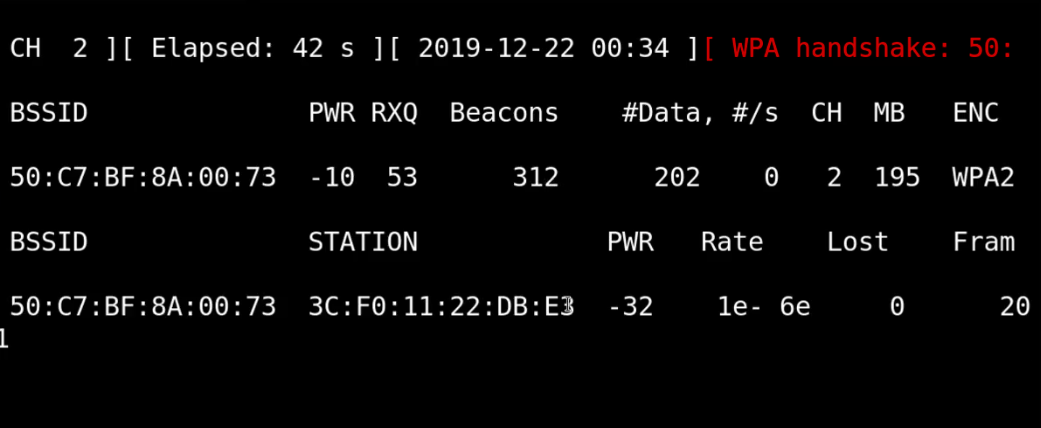 CH 2 ][ Elapsed: 42 s ][ 2019-12-22 00:34 ][ WPA handshake: 50:
BSSID PWR RXQ Beacons #Data, #/s CH MB ENC
50:C7:BF:8A:00:73 -10 53 312 202 0 2 195 WPA2
BSSID STATION PWR Rate Lost Fram
50:C7:BF:8A:00:73 3C:F0:11:22:DB:E3 -32 1e- 6e 0 20
1